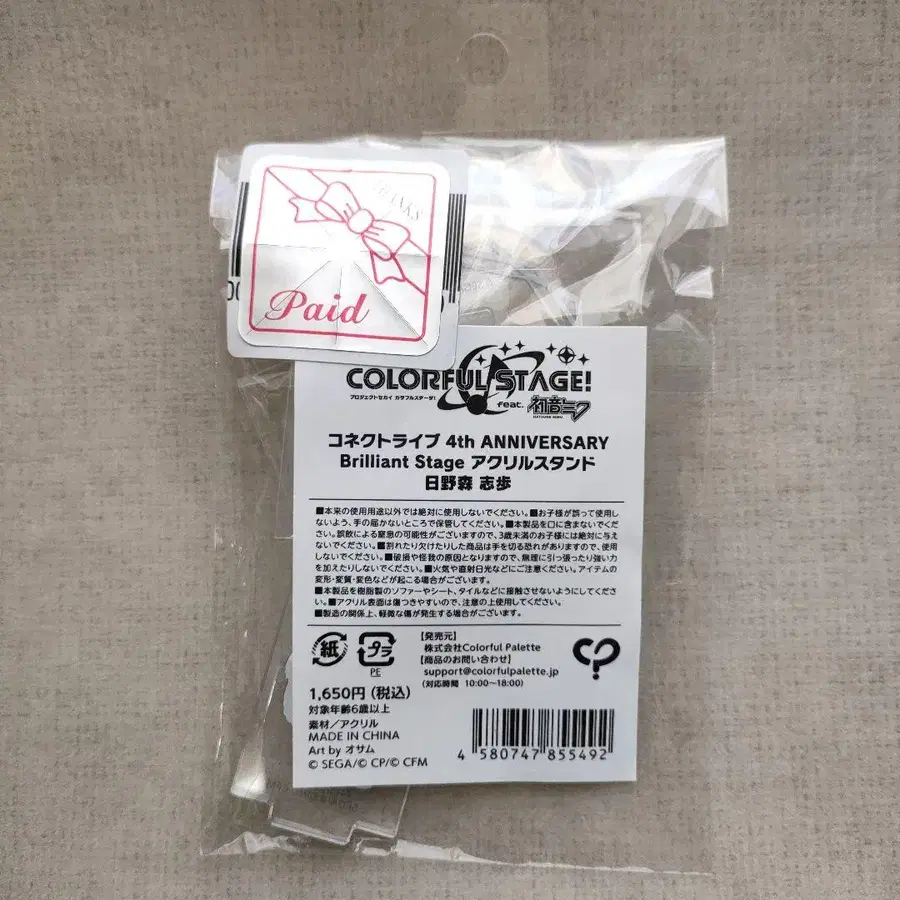 THANKS
Paid
COLORFUL STAGE!
プロジェクトセカイ カラフルステージ!
feat. 初音ミク
HATSUNE MIKU
コネクトライブ 4th ANNIVERSARY
Brilliant Stage アクリルスタンド
日野森 志歩
■本来の使用用途以外では絶対に使用しないでください。■お子様が誤って使用し
ないよう、手の届かないところで保管してください。■本製品を口に含まないでくだ
さい。誤飲による窒息の可能性がございますので、3歳未満のお子様には絶対に与え
ないでください。■割れたり欠けたりした商品は手を切る恐れがありますので、使用
しないでください。■破損や怪我の原因となりますので、無理に引っ張ったり強い力
を加えたりしないでください。■火気や直射日光などにご注意ください。アイテムの
変形・変質・変色などが起こる場合がございます。
■本製品を樹脂製のソファーやシート、タイルなどに接触させないようにしてくださ
い。■アクリル表面は傷つきやすいので、注意の上使用してください。
■製造の関係上、軽微な傷が発生する場合がございます。
紙
プラ
PE
【発売元】
株式会社Colorful Palette
【商品のお問い合わせ】
support@colorfulpalette.jp
(対応時間 10:00~18:00)
1,650円(税込)
対象年齢6歳以上
素材/アクリル
MADE IN CHINA
Art by オサム
© SEGA/© CP/© CFM
4 580747 855492